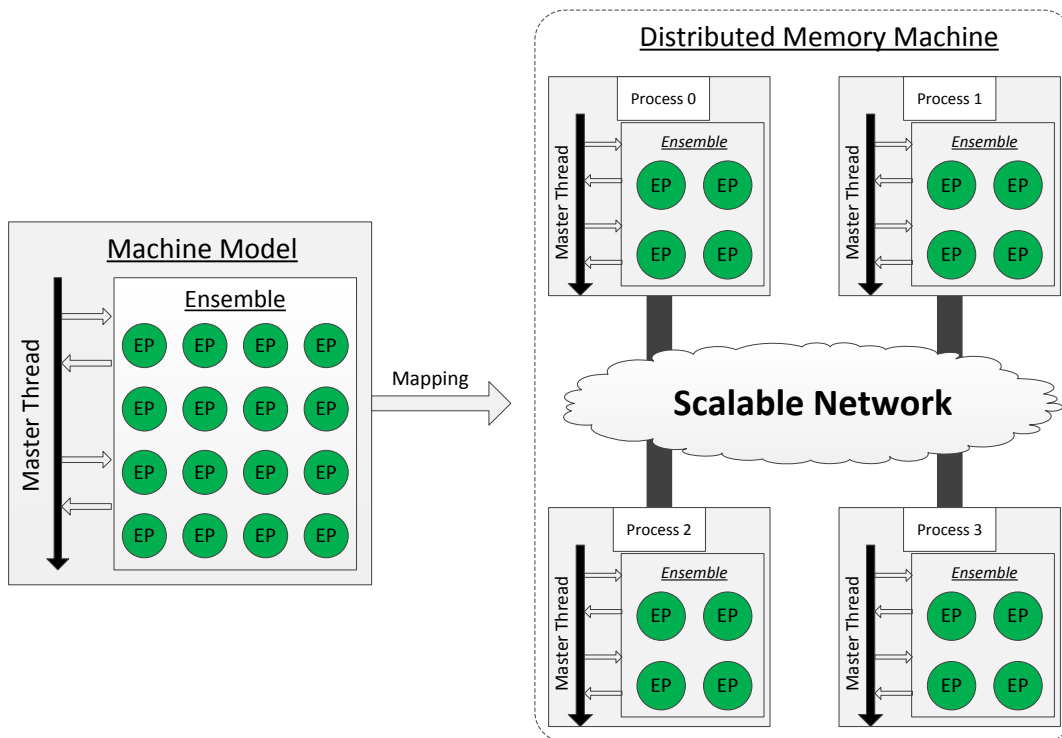 Machine Model
Master Thread
Ensemble
EP EP EP EP
EP EP EP EP
EP EP EP EP
EP EP EP EP
Mapping
Distributed Memory Machine
Process 0
Master Thread
Ensemble
EP EP
EP EP
Process 1
Master Thread
Ensemble
EP EP
EP EP
Scalable Network
Process 2
Master Thread
Ensemble
EP EP
EP EP
Process 3
Master Thread
Ensemble
EP EP
EP EP